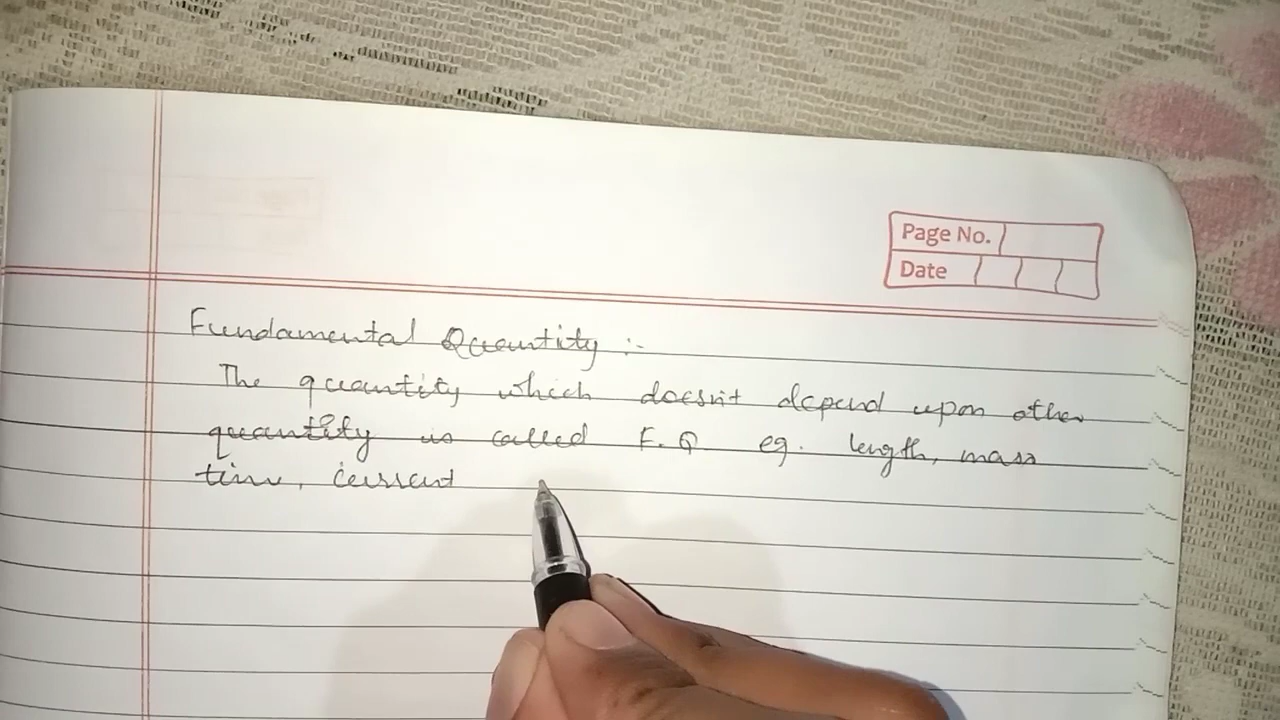 Page No.
Date
Fundamental Quantity :-
The quantity which doesn't depend upon other
quantity is called F.Q eg. length, mass
time, current